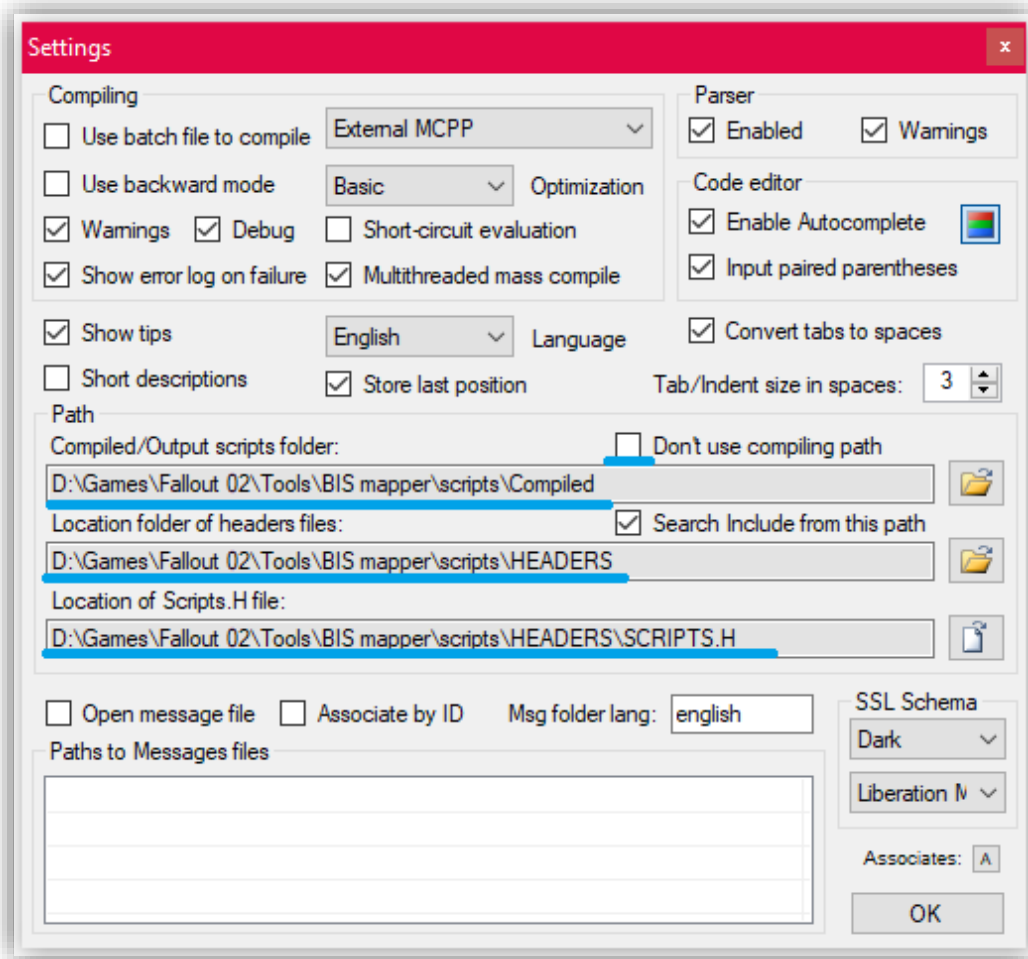 Settings x
Compiling
Use batch file to compile External MCPP
Use backward mode Basic Optimization
Warnings Debug Short-circuit evaluation
Show error log on failure Multithreaded mass compile
Parser
Enabled Warnings
Code editor
Enable Autocomplete
Input paired parentheses
Show tips English Language Convert tabs to spaces
Short descriptions Store last position Tab/Indent size in spaces: 3
Path
Compiled/Output scripts folder: Don't use compiling path
D:\Games\Fallout 02\Tools\BIS mapper\scripts\Compiled
Location folder of headers files: Search Include from this path
D:\Games\Fallout 02\Tools\BIS mapper\scripts\HEADERS
Location of Scripts.H file:
D:\Games\Fallout 02\Tools\BIS mapper\scripts\HEADERS\SCRIPTS.H
Open message file Associate by ID Msg folder lang: english
Paths to Messages files
SSL Schema
Dark
Liberation M
Associates: A
OK